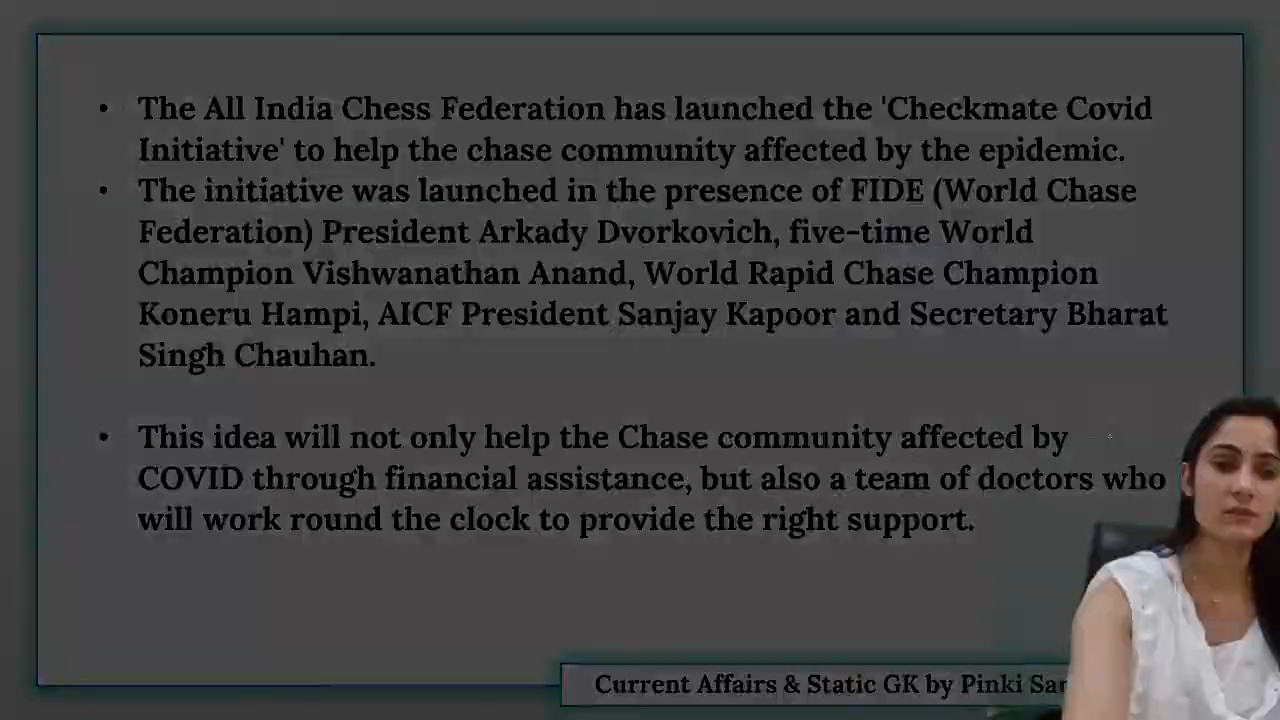 • The All India Chess Federation has launched the 'Checkmate Covid
Initiative' to help the chase community affected by the epidemic.
• The initiative was launched in the presence of FIDE (World Chase
Federation) President Arkady Dvorkovich, five-time World
Champion Vishwanathan Anand, World Rapid Chase Champion
Koneru Hampi, AICF President Sanjay Kapoor and Secretary Bharat
Singh Chauhan.
• This idea will not only help the Chase community affected by
COVID through financial assistance, but also a team of doctors who
will work round the clock to provide the right support.
Current Affairs & Static GK by Pinki